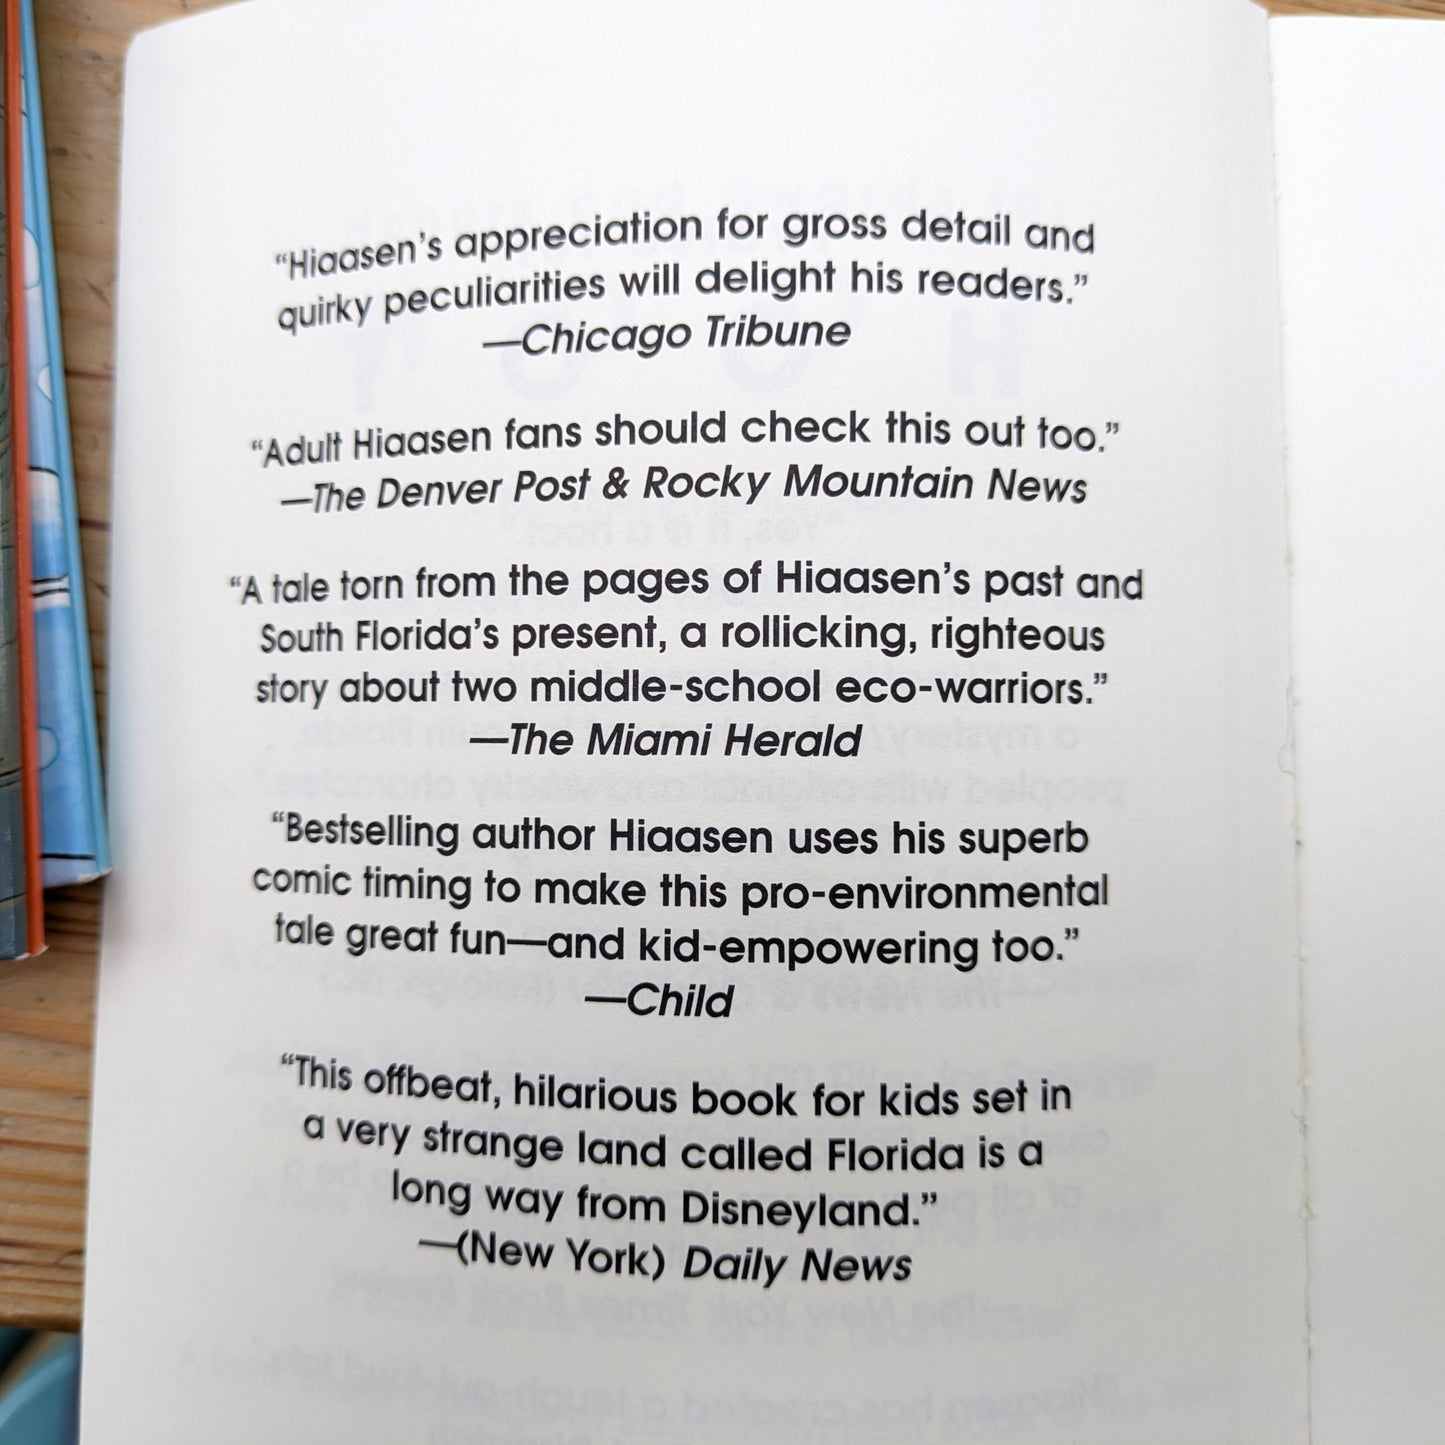 “Hiaasen’s appreciation for gross detail and
quirky peculiarities will delight his readers.”
—Chicago Tribune
“Adult Hiaasen fans should check this out too.”
—The Denver Post & Rocky Mountain News
“A tale torn from the pages of Hiaasen’s past and
South Florida’s present, a rollicking, righteous
story about two middle-school eco-warriors.”
—The Miami Herald
“Bestselling author Hiaasen uses his superb
comic timing to make this pro-environmental
tale great fun—and kid-empowering too.”
—Child
“This offbeat, hilarious book for kids set in
a very strange land called Florida is a
long way from Disneyland.”
—(New York) Daily News